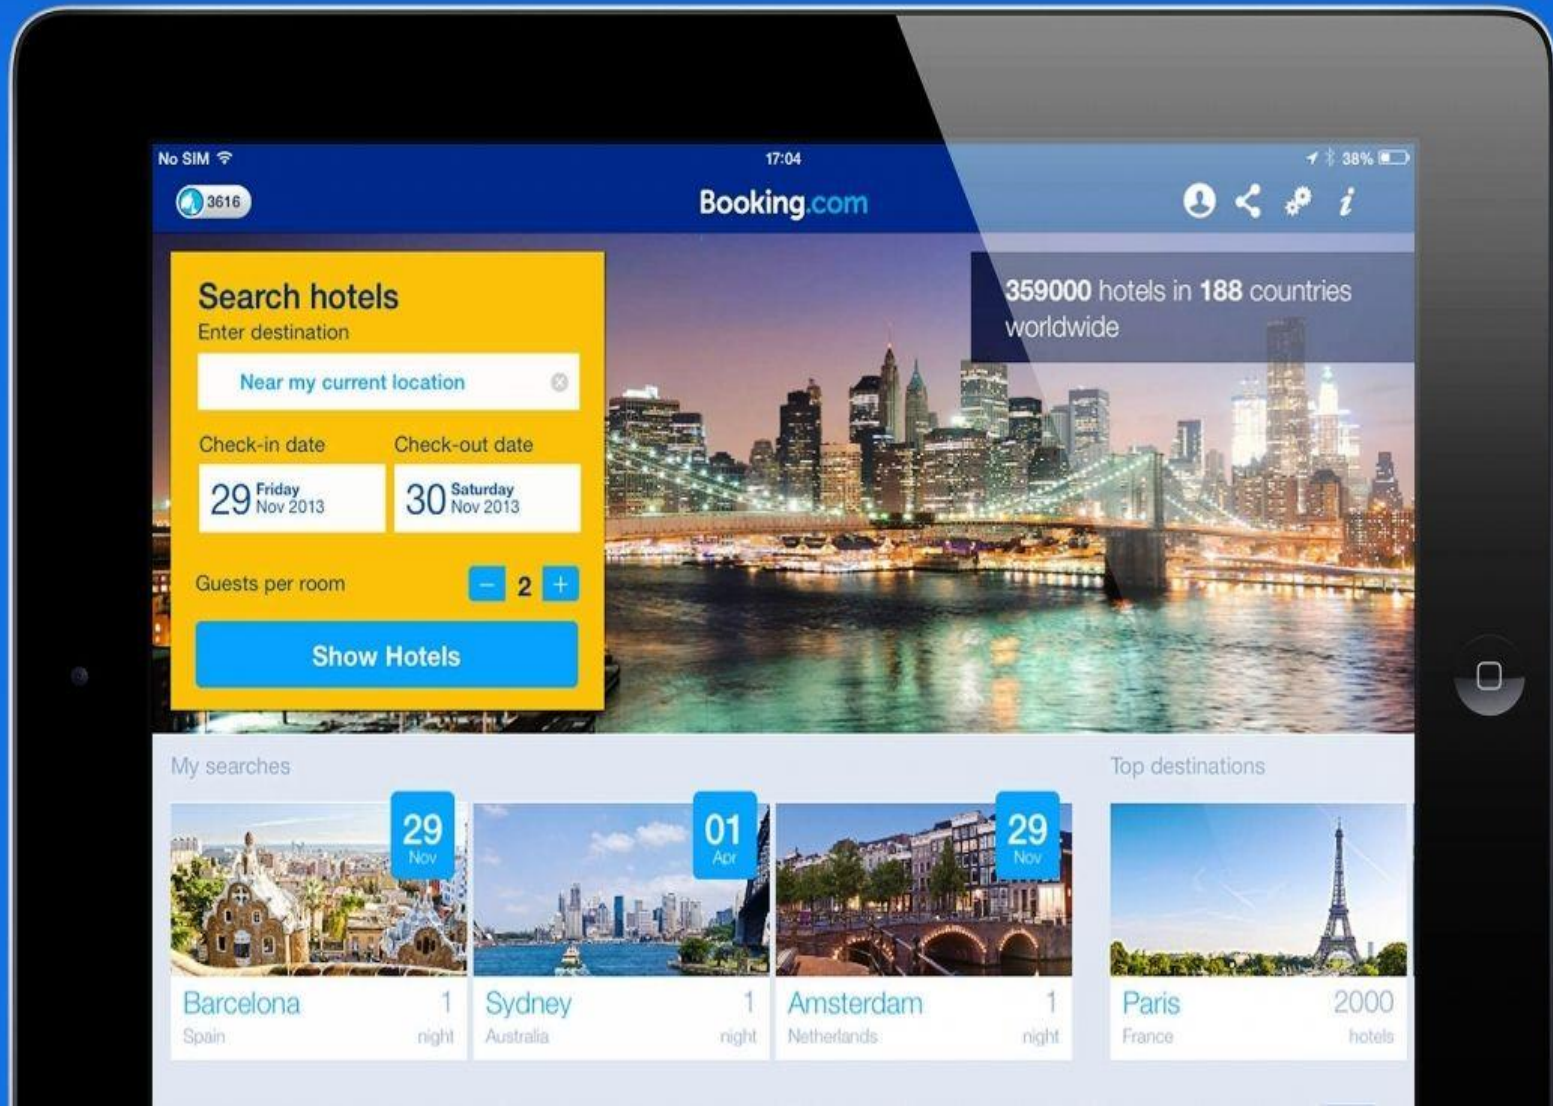 No SIM
17:04
38%
3616
Booking.com
i
Search hotels
Enter destination
Near my current location
Check-in date
Check-out date
29 Friday
Nov 2013
30 Saturday
Nov 2013
Guests per room
− 2 +
Show Hotels
359000 hotels in 188 countries
worldwide
My searches
29
Nov
Barcelona 1
Spain night
01
Apr
Sydney 1
Australia night
29
Nov
Amsterdam 1
Netherlands night
Top destinations
Paris 2000
France hotels